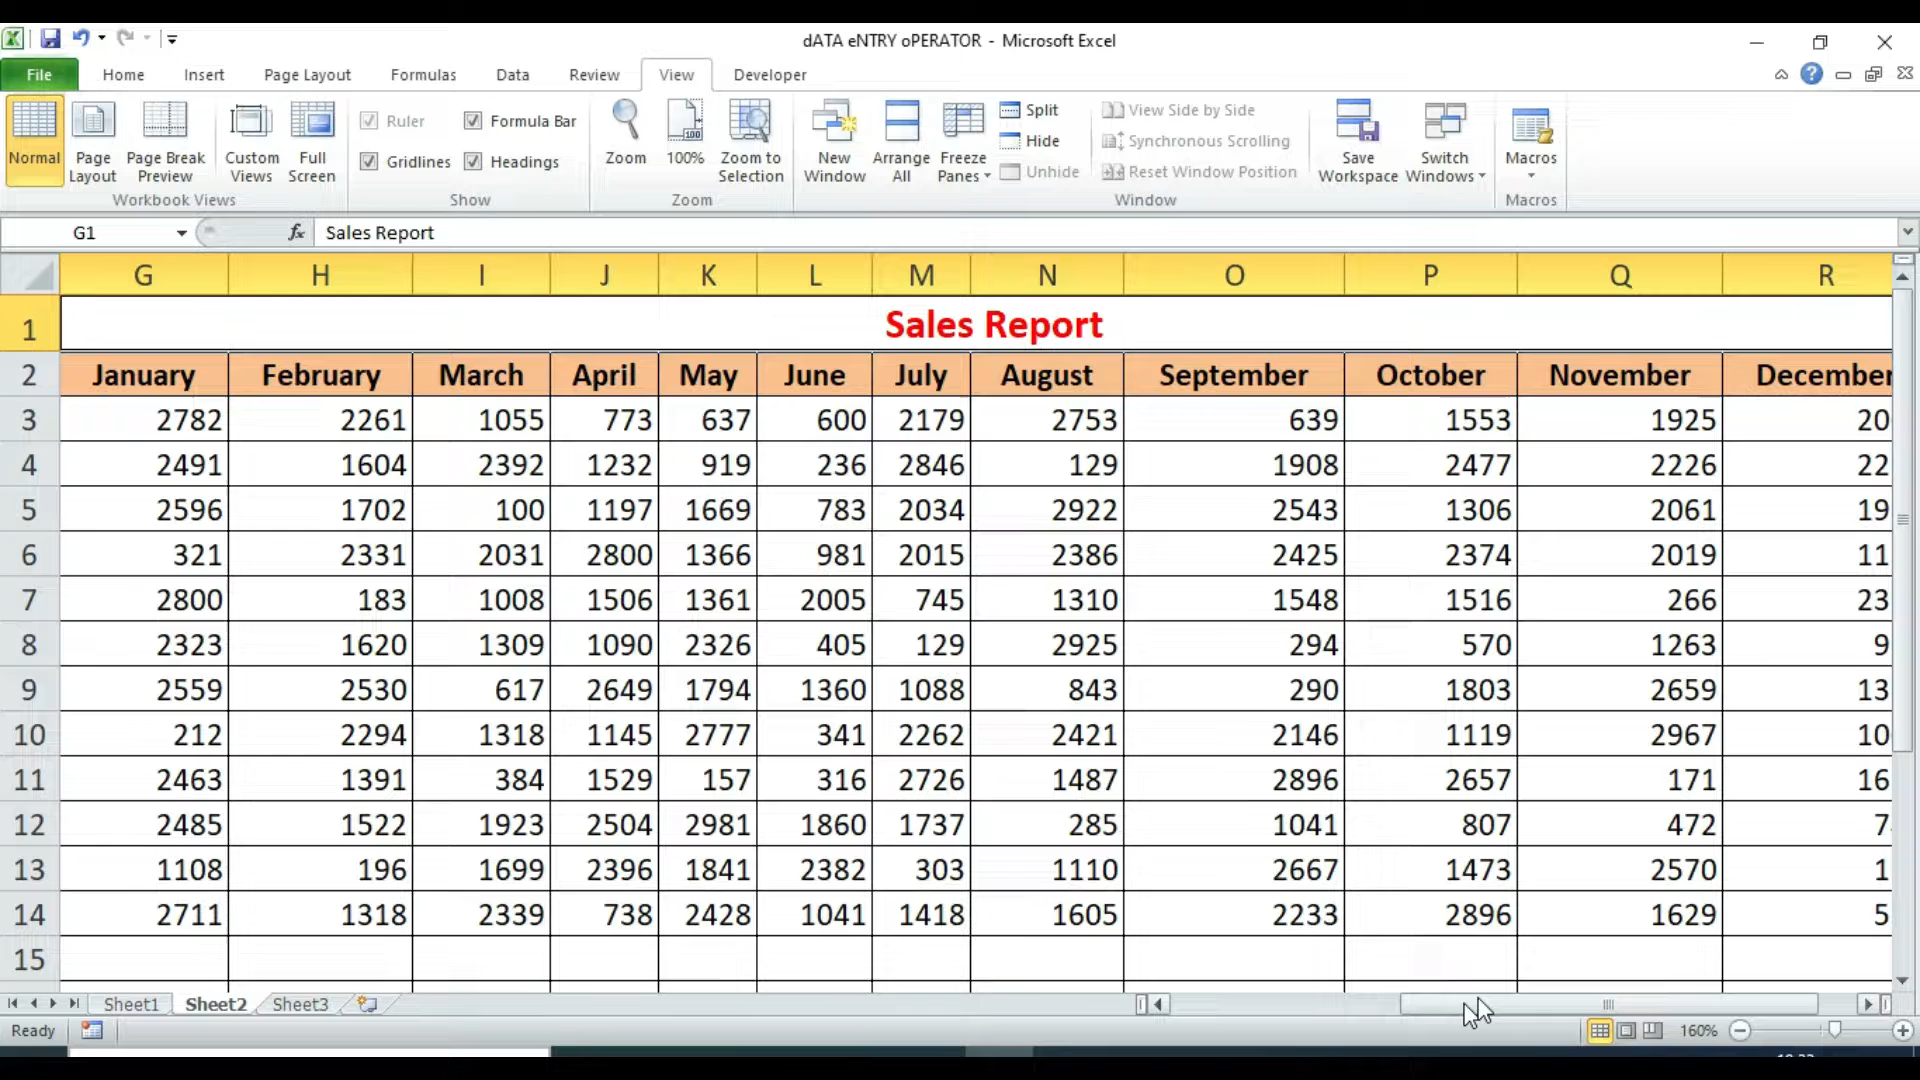 dATA eNTRY oPERATOR - Microsoft Excel
File Home Insert Page Layout Formulas Data Review View Developer
Normal Page Layout Page Break Preview Custom Views Full Screen
Workbook Views
Ruler Formula Bar
Gridlines Headings
Show
Zoom 100% Zoom to Selection
Zoom
New Window Arrange All Freeze Panes
Split
Hide
Unhide
View Side by Side
Synchronous Scrolling
Reset Window Position
Window
Save Workspace Switch Windows
Macros
Macros
G1 fx Sales Report
G H I J K L M N O P Q R
1 Sales Report
2 January February March April May June July August September October November December
3 2782 2261 1055 773 637 600 2179 2753 639 1553 1925 20
4 2491 1604 2392 1232 919 236 2846 129 1908 2477 2226 22
5 2596 1702 100 1197 1669 783 2034 2922 2543 1306 2061 19
6 321 2331 2031 2800 1366 981 2015 2386 2425 2374 2019 11
7 2800 183 1008 1506 1361 2005 745 1310 1548 1516 266 23
8 2323 1620 1309 1090 2326 405 129 2925 294 570 1263 9
9 2559 2530 617 2649 1794 1360 1088 843 290 1803 2659 13
10 212 2294 1318 1145 2777 341 2262 2421 2146 1119 2967 10
11 2463 1391 384 1529 157 316 2726 1487 2896 2657 171 16
12 2485 1522 1923 2504 2981 1860 1737 285 1041 807 472 7
13 1108 196 1699 2396 1841 2382 303 1110 2667 1473 2570 1
14 2711 1318 2339 738 2428 1041 1418 1605 2233 2896 1629 5
15
Sheet1 Sheet2 Sheet3
Ready 160%